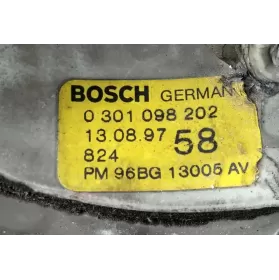 BOSCH GERMAN
0 301 098 202
13.08.97 58
824
PM 96BG 13005 AV